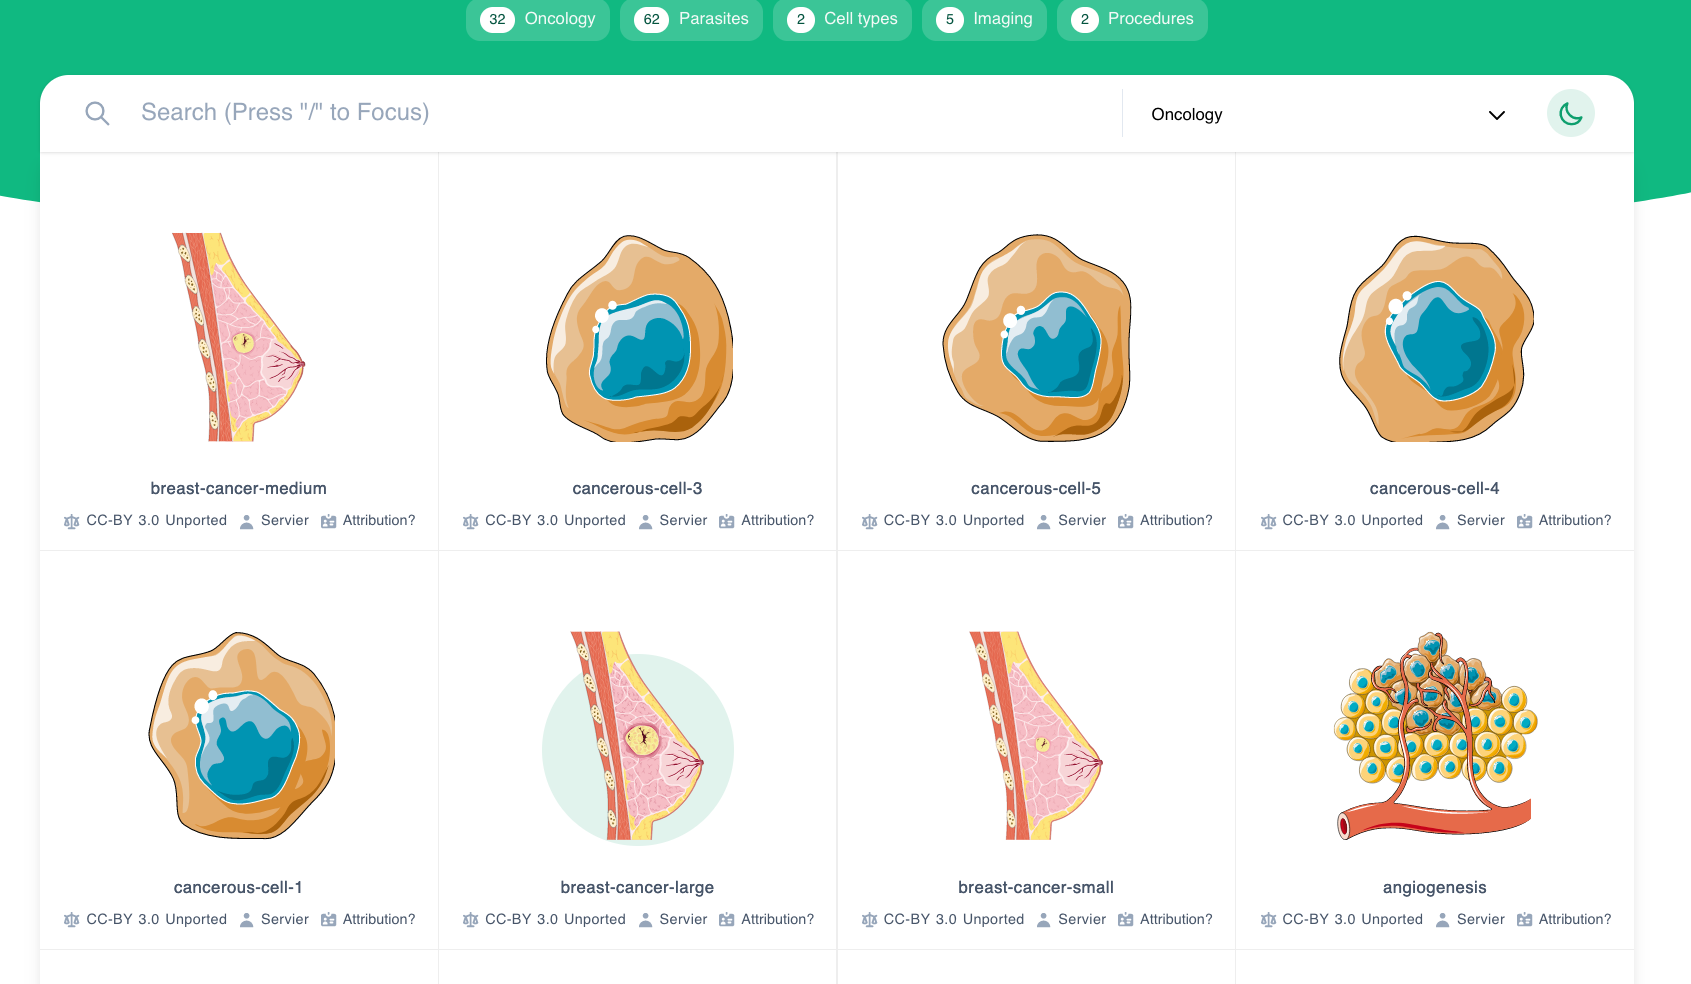 32 Oncology 62 Parasites 2 Cell types 5 Imaging 2 Procedures
Search (Press "/" to Focus) Oncology
breast-cancer-medium cancerous-cell-3 cancerous-cell-5 cancerous-cell-4
CC-BY 3.0 Unported Servier Attribution? CC-BY 3.0 Unported Servier Attribution? CC-BY 3.0 Unported Servier Attribution? CC-BY 3.0 Unported Servier Attribution?
cancerous-cell-1 breast-cancer-large breast-cancer-small angiogenesis
CC-BY 3.0 Unported Servier Attribution? CC-BY 3.0 Unported Servier Attribution? CC-BY 3.0 Unported Servier Attribution? CC-BY 3.0 Unported Servier Attribution?